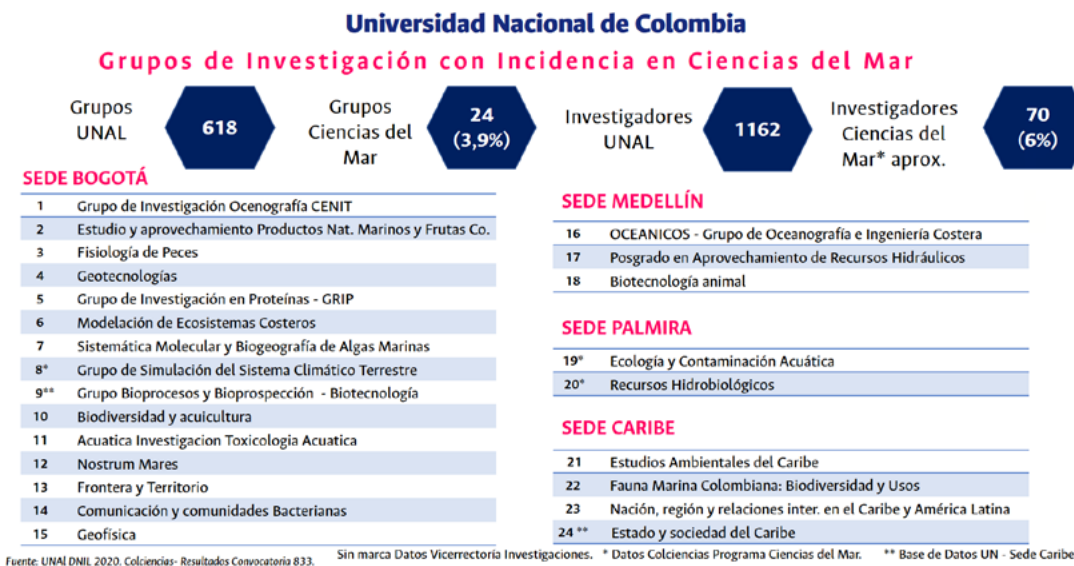 Universidad Nacional de Colombia
Grupos de Investigación con Incidencia en Ciencias del Mar
Grupos
UNAL
618
Grupos
Ciencias del
Mar
24
(3,9%)
Investigadores
UNAL
1162
Investigadores
Ciencias del
Mar* aprox.
70
(6%)
SEDE BOGOTÁ
1 Grupo de Investigación Ocenografía CENIT
2 Estudio y aprovechamiento Productos Nat. Marinos y Frutas Co.
3 Fisiología de Peces
4 Geotecnologías
5 Grupo de Investigación en Proteínas - GRIP
6 Modelación de Ecosistemas Costeros
7 Sistemática Molecular y Biogeografía de Algas Marinas
8* Grupo de Simulación del Sistema Climático Terrestre
9** Grupo Bioprocesos y Bioprospección - Biotecnología
10 Biodiversidad y acuicultura
11 Acuatica Investigacion Toxicologia Acuatica
12 Nostrum Mares
13 Frontera y Territorio
14 Comunicación y comunidades Bacterianas
15 Geofísica
SEDE MEDELLÍN
16 OCEANICOS - Grupo de Oceanografía e Ingeniería Costera
17 Posgrado en Aprovechamiento de Recursos Hidráulicos
18 Biotecnología animal
SEDE PALMIRA
19* Ecología y Contaminación Acuática
20* Recursos Hidrobiológicos
SEDE CARIBE
21 Estudios Ambientales del Caribe
22 Fauna Marina Colombiana: Biodiversidad y Usos
23 Nación, región y relaciones inter. en el Caribe y América Latina
24 ** Estado y sociedad del Caribe
Fuente: UNAL DNIL 2020. Colciencias- Resultados Convocatoria 833.
Sin marca Datos Vicerrectoría Investigaciones. * Datos Colciencias Programa Ciencias del Mar. ** Base de Datos UN - Sede Caribe